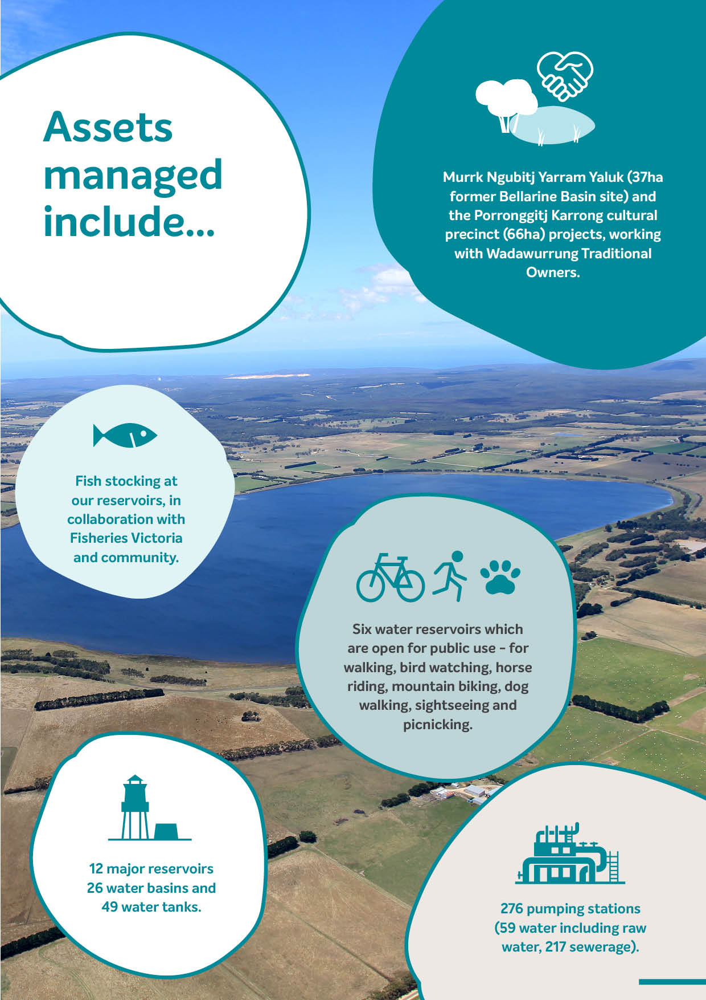 Assets
managed
include...
Murrk Ngubitj Yarram Yaluk (37ha
former Bellarine Basin site) and
the Porronggitj Karrong cultural
precinct (66ha) projects, working
with Wadawurrung Traditional
Owners.
Fish stocking at
our reservoirs, in
collaboration with
Fisheries Victoria
and community.
Six water reservoirs which
are open for public use - for
walking, bird watching, horse
riding, mountain biking, dog
walking, sightseeing and
picnicking.
12 major reservoirs
26 water basins and
49 water tanks.
276 pumping stations
(59 water including raw
water, 217 sewerage).